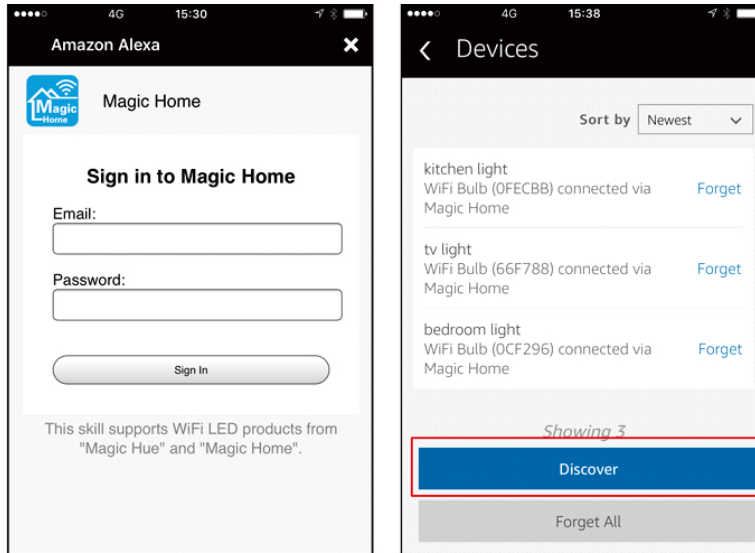 4G 15:30
Amazon Alexa
Magic Home
Magic Home
Sign in to Magic Home
Email:
Password:
Sign In
This skill supports WiFi LED products from
"Magic Hue" and "Magic Home".
4G 15:38
Devices
Sort by Newest
kitchen light
WiFi Bulb (0FECBB) connected via
Magic Home
Forget
tv light
WiFi Bulb (66F788) connected via
Magic Home
Forget
bedroom light
WiFi Bulb (0CF296) connected via
Magic Home
Forget
Showing 3
Discover
Forget All